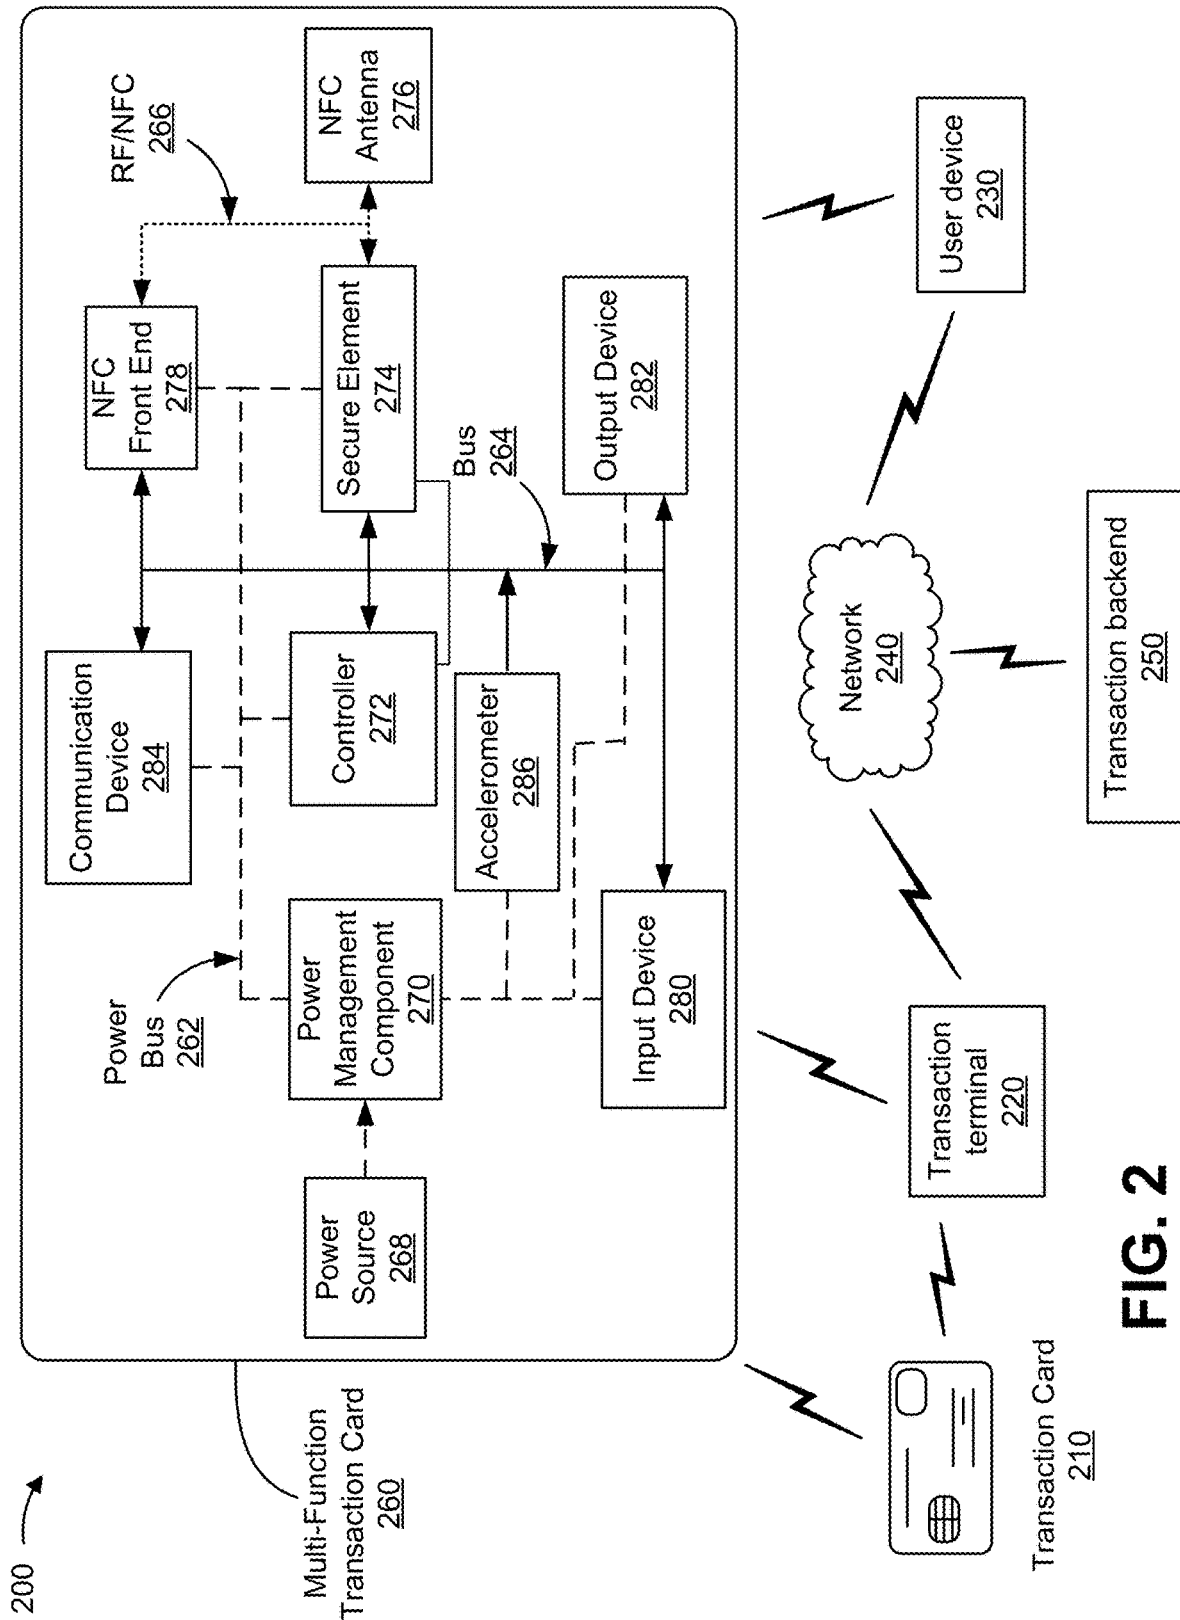 200
Multi-Function
Transaction Card
260
Power
Source
268
Power
Bus
262
Power
Management
Component
270
Communication
Device
284
Controller
272
Accelerometer
286
Input Device
280
NFC
Front End
278
Secure Element
274
Bus
264
Output Device
282
RF/NFC
266
NFC
Antenna
276
Transaction Card
210
Transaction
terminal
220
Network
240
Transaction backend
250
User device
230
FIG. 2